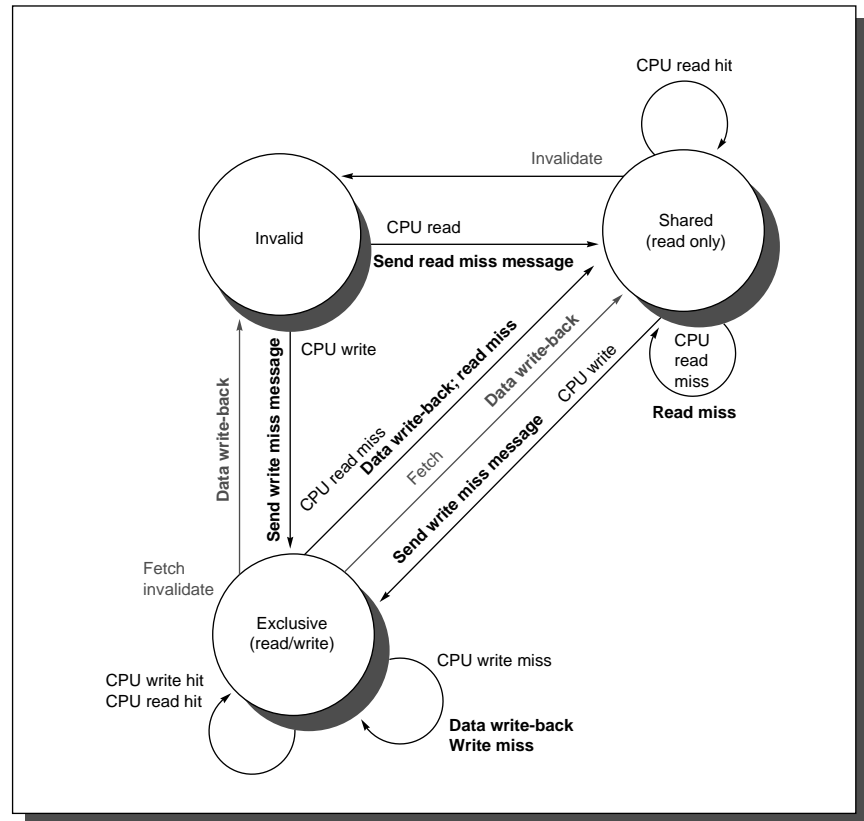 CPU read hit
Invalidate
Invalid
CPU read
Send read miss message
Shared
(read only)
CPU write
Send write miss message
Data write-back
Fetch
invalidate
CPU read miss
Data write-back; read miss
Fetch
Data write-back
CPU write
Send write miss message
CPU
read
miss
Read miss
Exclusive
(read/write)
CPU write miss
CPU write hit
CPU read hit
Data write-back
Write miss